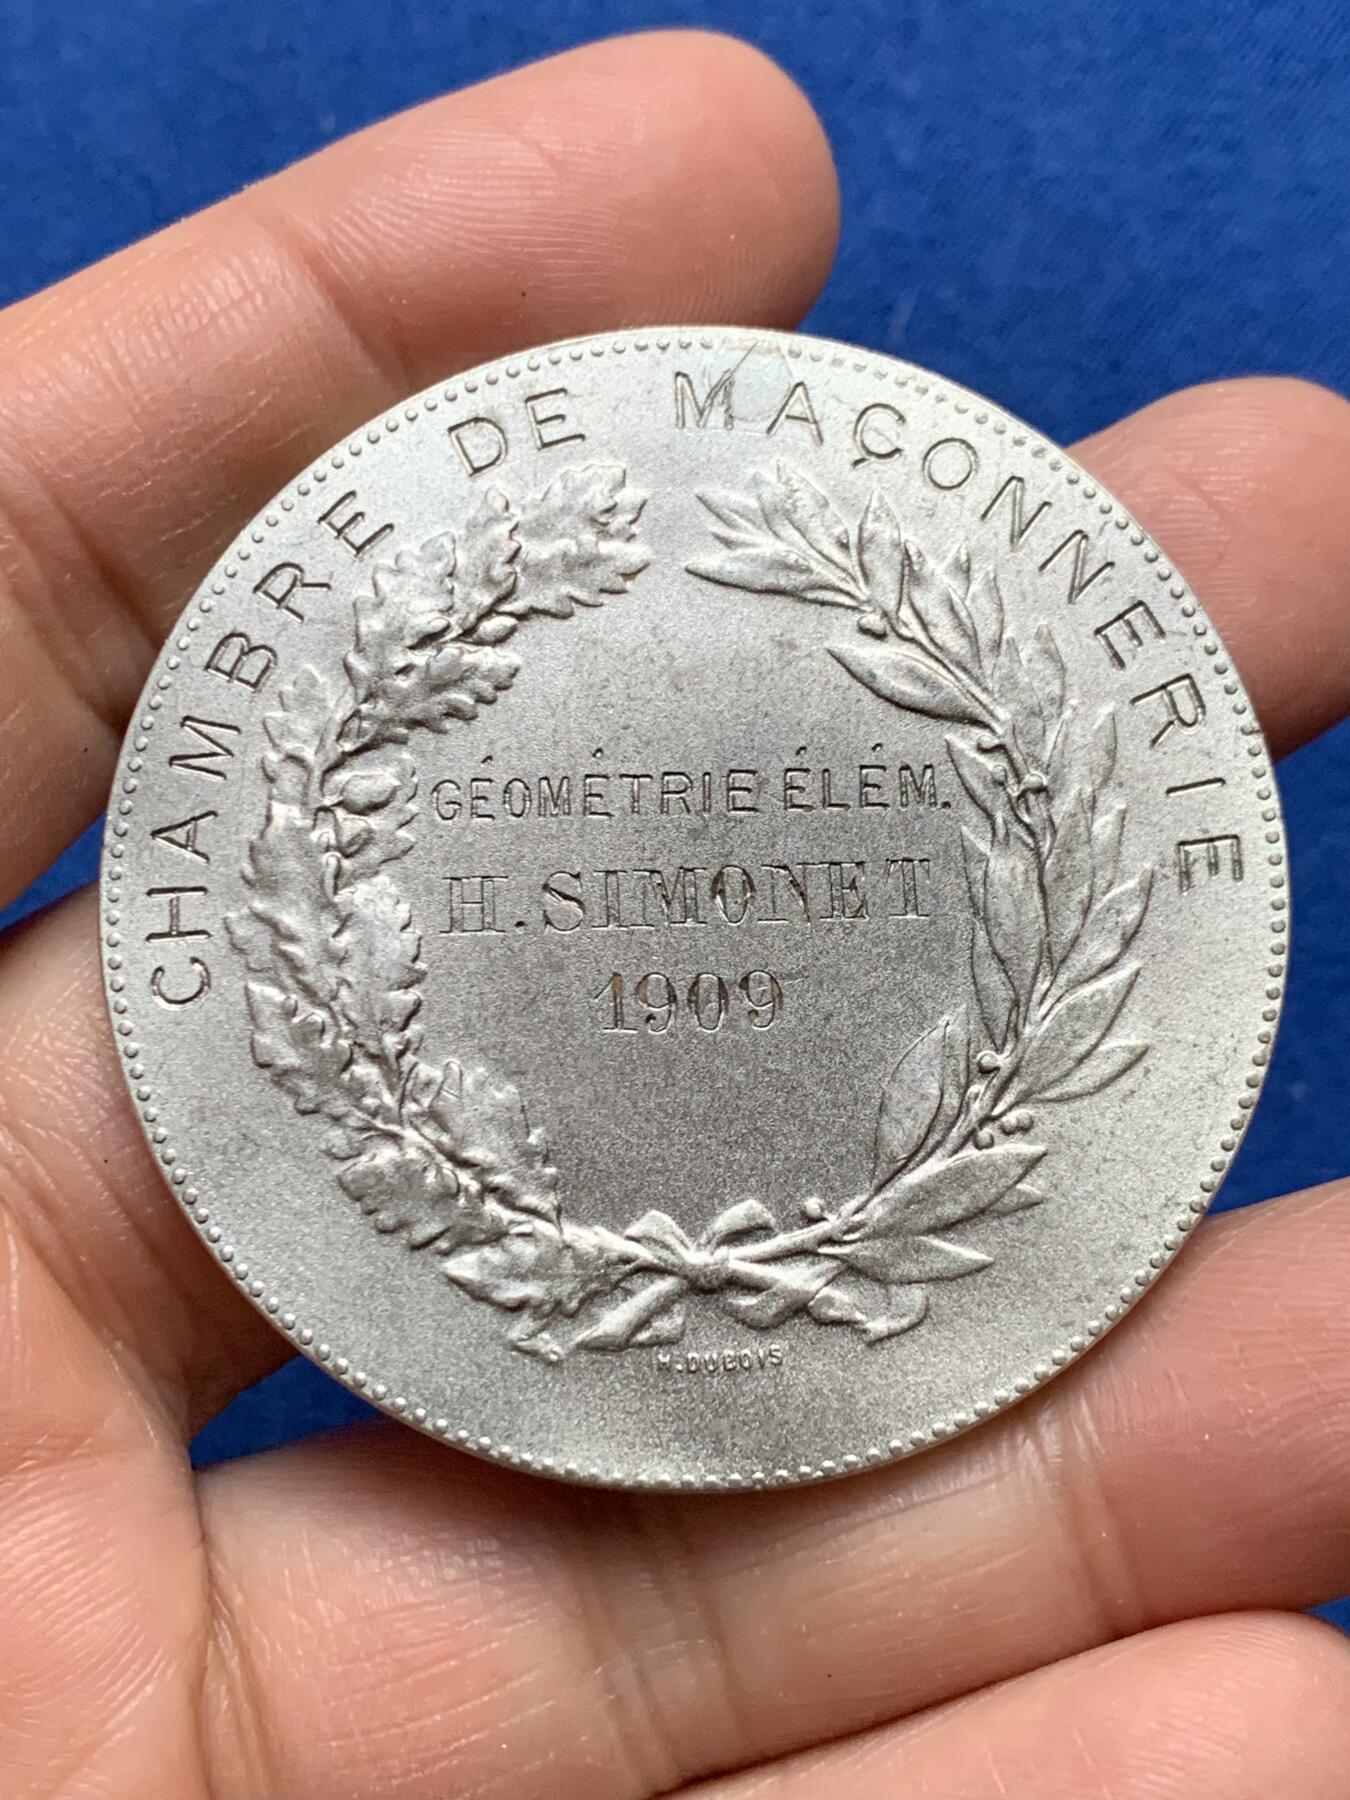 CHAMBRE DE MAÇONNERIE
GÉOMÉTRIE ÉLÉM.
H. SIMONET
1909
H. DUBOIS